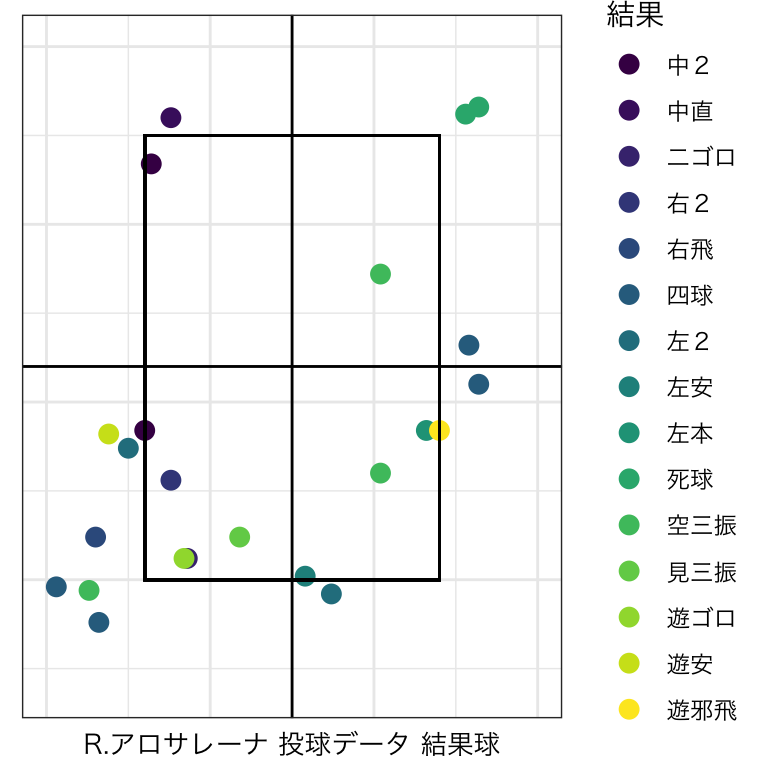 結果
中２
中直
二ゴロ
右２
右飛
四球
左２
左安
左本
死球
空三振
見三振
遊ゴロ
遊安
遊邪飛
R.アロサレーナ 投球データ 結果球